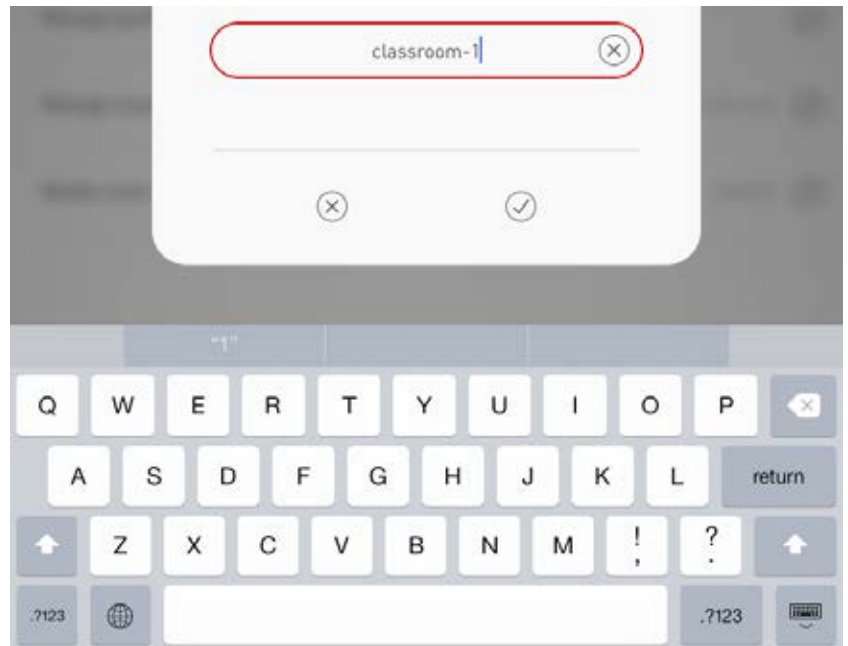 classroom-1
"1"
Q W E R T Y U I O P
A S D F G H J K L return
Z X C V B N M ! , ? .
.?123 .?123